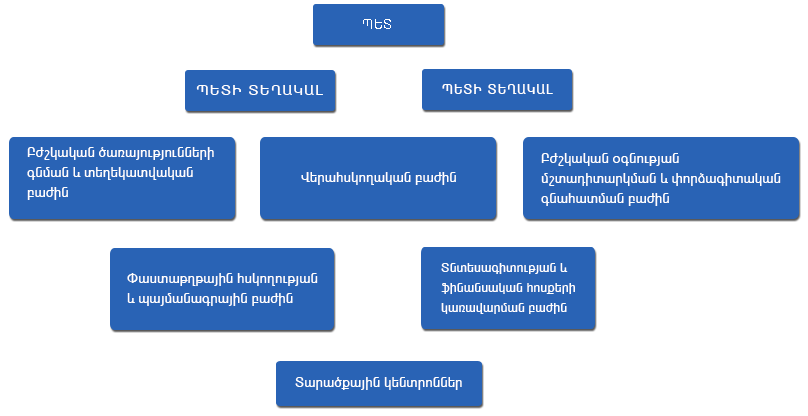 ՊԵՏ
ՊԵՏԻ ՏԵՂԱԿԱԼ
ՊԵՏԻ ՏԵՂԱԿԱԼ
Բժշկական ծառայությունների
գնման և տեղեկատվական
բաժին
Վերահսկողական բաժին
Բժշկական օգնության
մշտադիտարկման և փորձագիտական
գնահատման բաժին
Փաստաթղթային հսկողության
և պայմանագրային բաժին
Տնտեսագիտության և
ֆինանսական հոսքերի
կառավարման բաժին
Տարածքային կենտրոններ